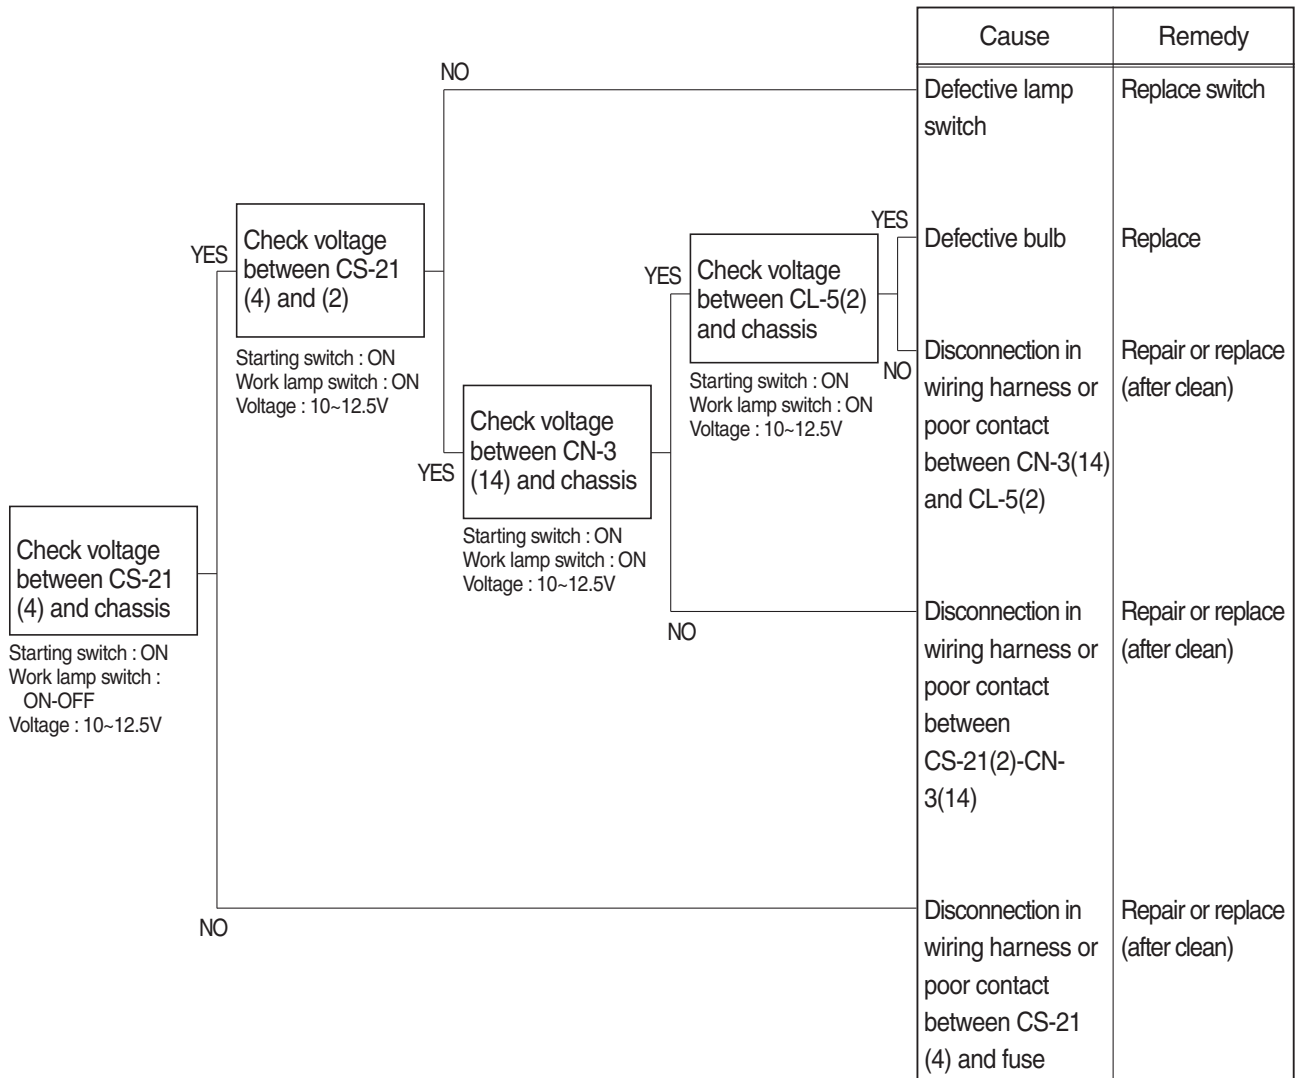 Cause
Remedy
NO
Defective lamp
switch
Replace switch
YES
Check voltage
between CS-21
(4) and (2)
Starting switch : ON
Work lamp switch : ON
Voltage : 10~12.5V
YES
Defective bulb
Replace
YES
Check voltage
between CL-5(2)
and chassis
Starting switch : ON
Work lamp switch : ON
Voltage : 10~12.5V
NO
Disconnection in
wiring harness or
poor contact
between CN-3(14)
and CL-5(2)
Repair or replace
(after clean)
YES
Check voltage
between CN-3
(14) and chassis
Starting switch : ON
Work lamp switch : ON
Voltage : 10~12.5V
Check voltage
between CS-21
(4) and chassis
Starting switch : ON
Work lamp switch :
ON-OFF
Voltage : 10~12.5V
NO
Disconnection in
wiring harness or
poor contact
between
CS-21(2)-CN-
3(14)
Repair or replace
(after clean)
NO
Disconnection in
wiring harness or
poor contact
between CS-21
(4) and fuse
Repair or replace
(after clean)